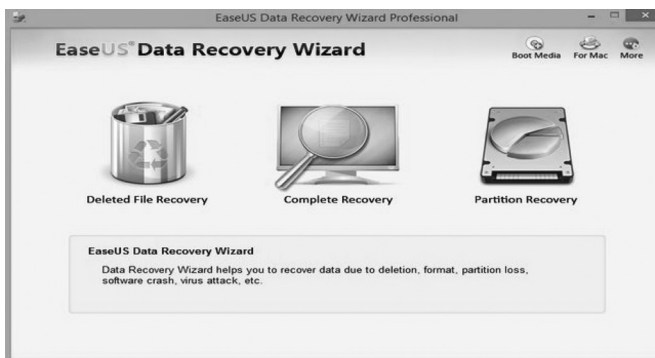 EaseUS Data Recovery Wizard Professional
EaseUS® Data Recovery Wizard
Boot Media For Mac More
Deleted File Recovery Complete Recovery Partition Recovery
EaseUS Data Recovery Wizard
Data Recovery Wizard helps you to recover data due to deletion, format, partition loss,
software crash, virus attack, etc.